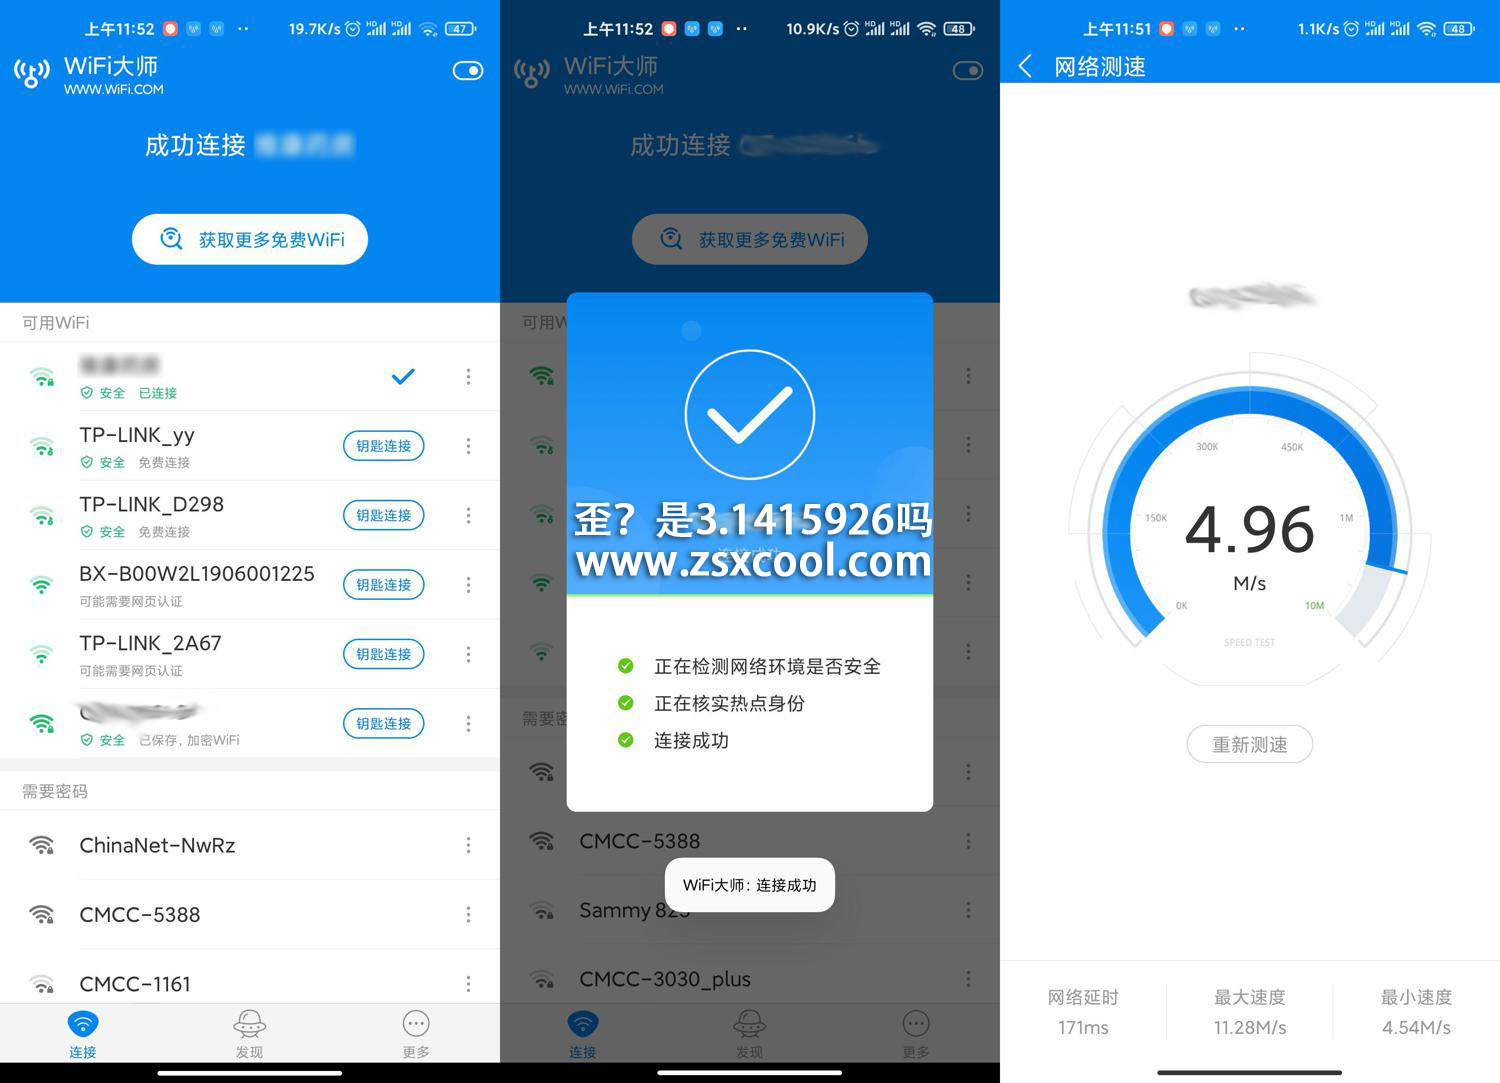 上午11:52
19.7K/s
HD
HD
47
WiFi大师
WWW.WiFi.COM
成功连接
获取更多免费WiFi
可用WiFi
安全 已连接
TP-LINK_yy
安全 免费连接
钥匙连接
TP-LINK_D298
安全 免费连接
钥匙连接
BX-B00W2L1906001225
可能需要网页认证
钥匙连接
TP-LINK_2A67
可能需要网页认证
钥匙连接
安全 已保存，加密WiFi
钥匙连接
需要密码
ChinaNet-NwRz
CMCC-5388
CMCC-1161
连接
发现
更多
上午11:52
10.9K/s
HD
HD
48
WiFi大师
WWW.WiFi.COM
成功连接
获取更多免费WiFi
可用W
歪？是3.1415926吗
连接成功
www.zsxcool.com
正在检测网络环境是否安全
正在核实热点身份
连接成功
需要密
CMCC-5388
WiFi大师：连接成功
Sammy 82
CMCC-3030_plus
连接
发现
更多
上午11:51
1.1K/s
HD
HD
48
网络测速
300K
450K
150K
1M
4.96
M/s
0K
10M
SPEED TEST
重新测速
网络延时
171ms
最大速度
11.28M/s
最小速度
4.54M/s